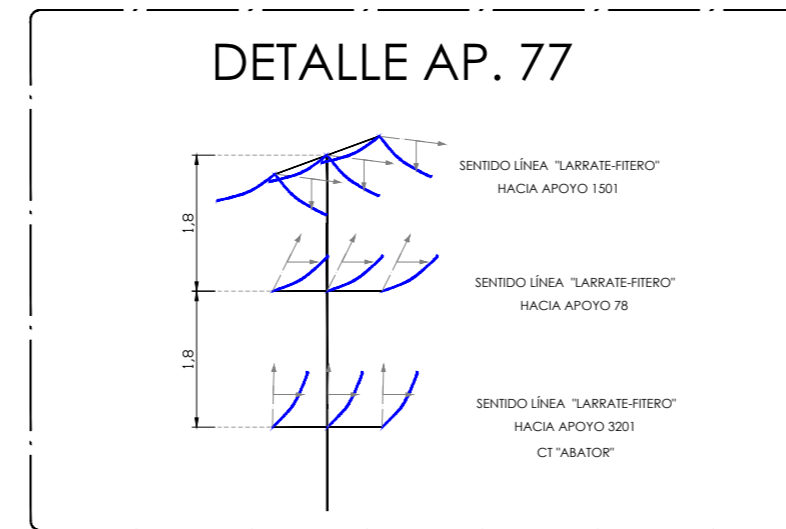 DETALLE AP. 77
SENTIDO LÍNEA "LARRATE-FITERO"
HACIA APOYO 1501
1,8
SENTIDO LÍNEA "LARRATE-FITERO"
HACIA APOYO 78
1,8
SENTIDO LÍNEA "LARRATE-FITERO"
HACIA APOYO 3201
CT "ABATOR"